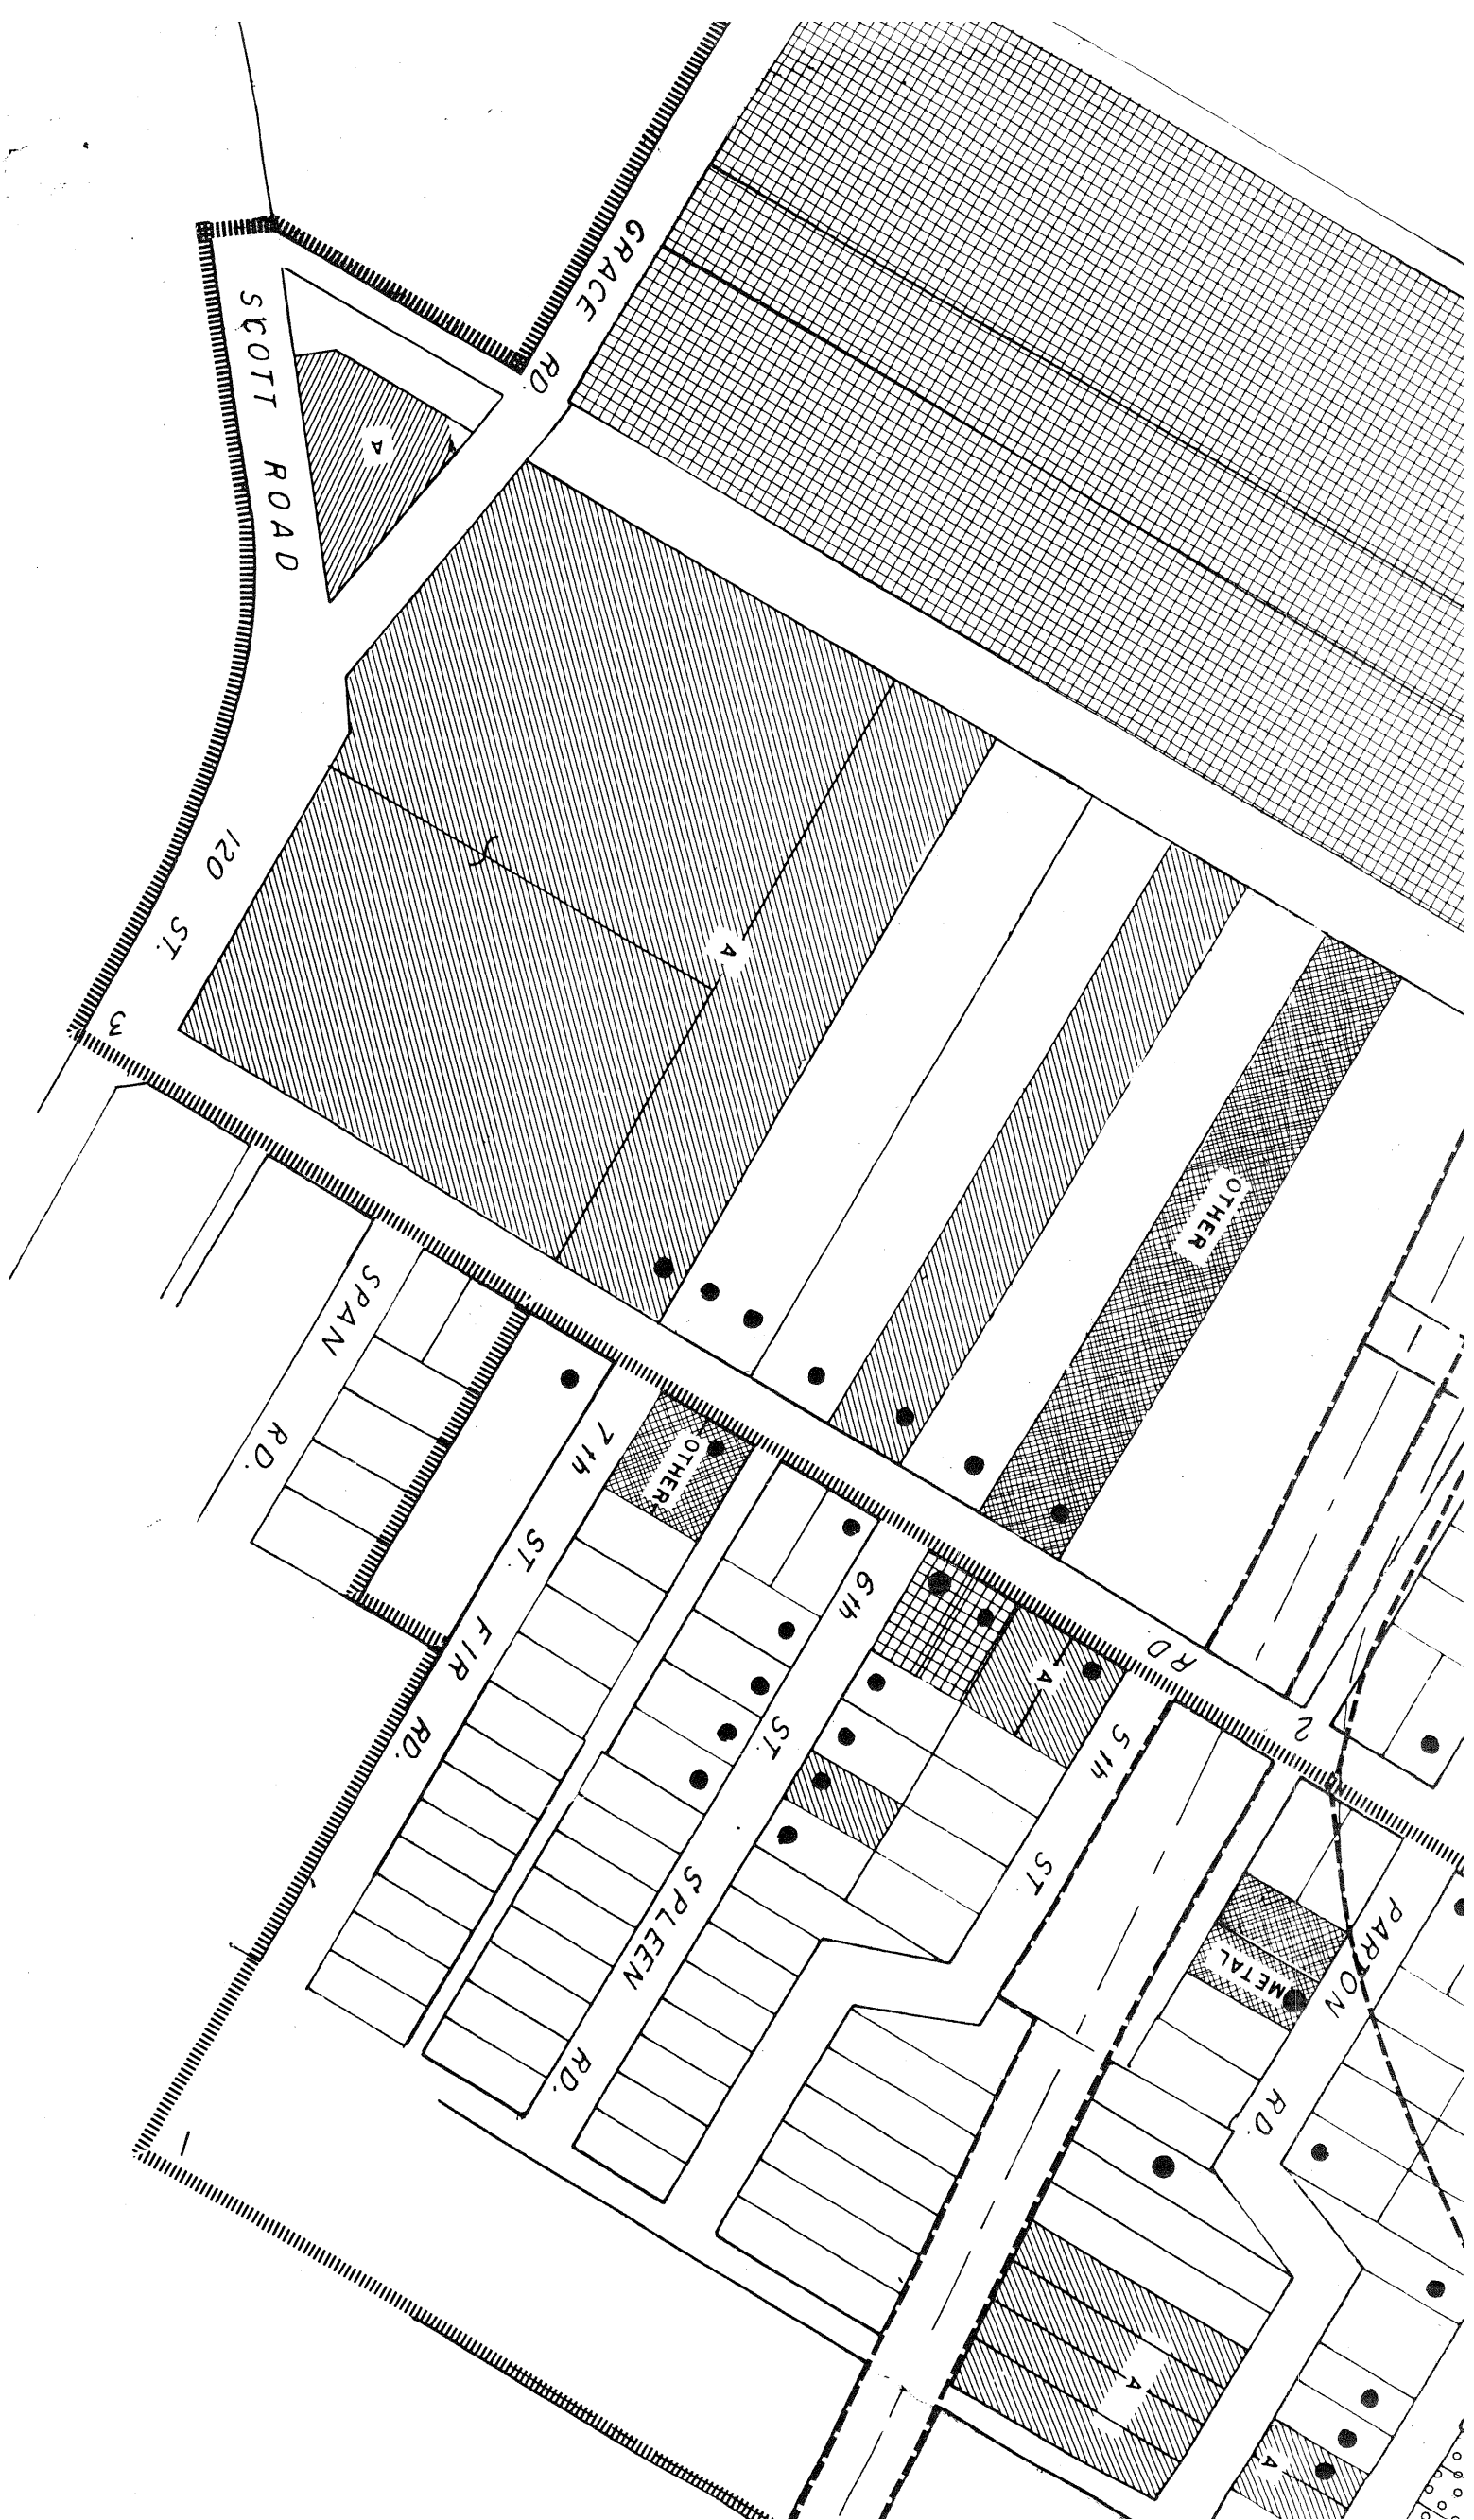 GRACE RD.
SCOTT ROAD
A
120 ST.
A
3
OTHER
SPAN RD.
7th ST.
OTHER
FIR RD.
6th ST.
A
RD
2
5th ST.
SPLEEN RD.
METAL
PARTON RD.
1
A
A